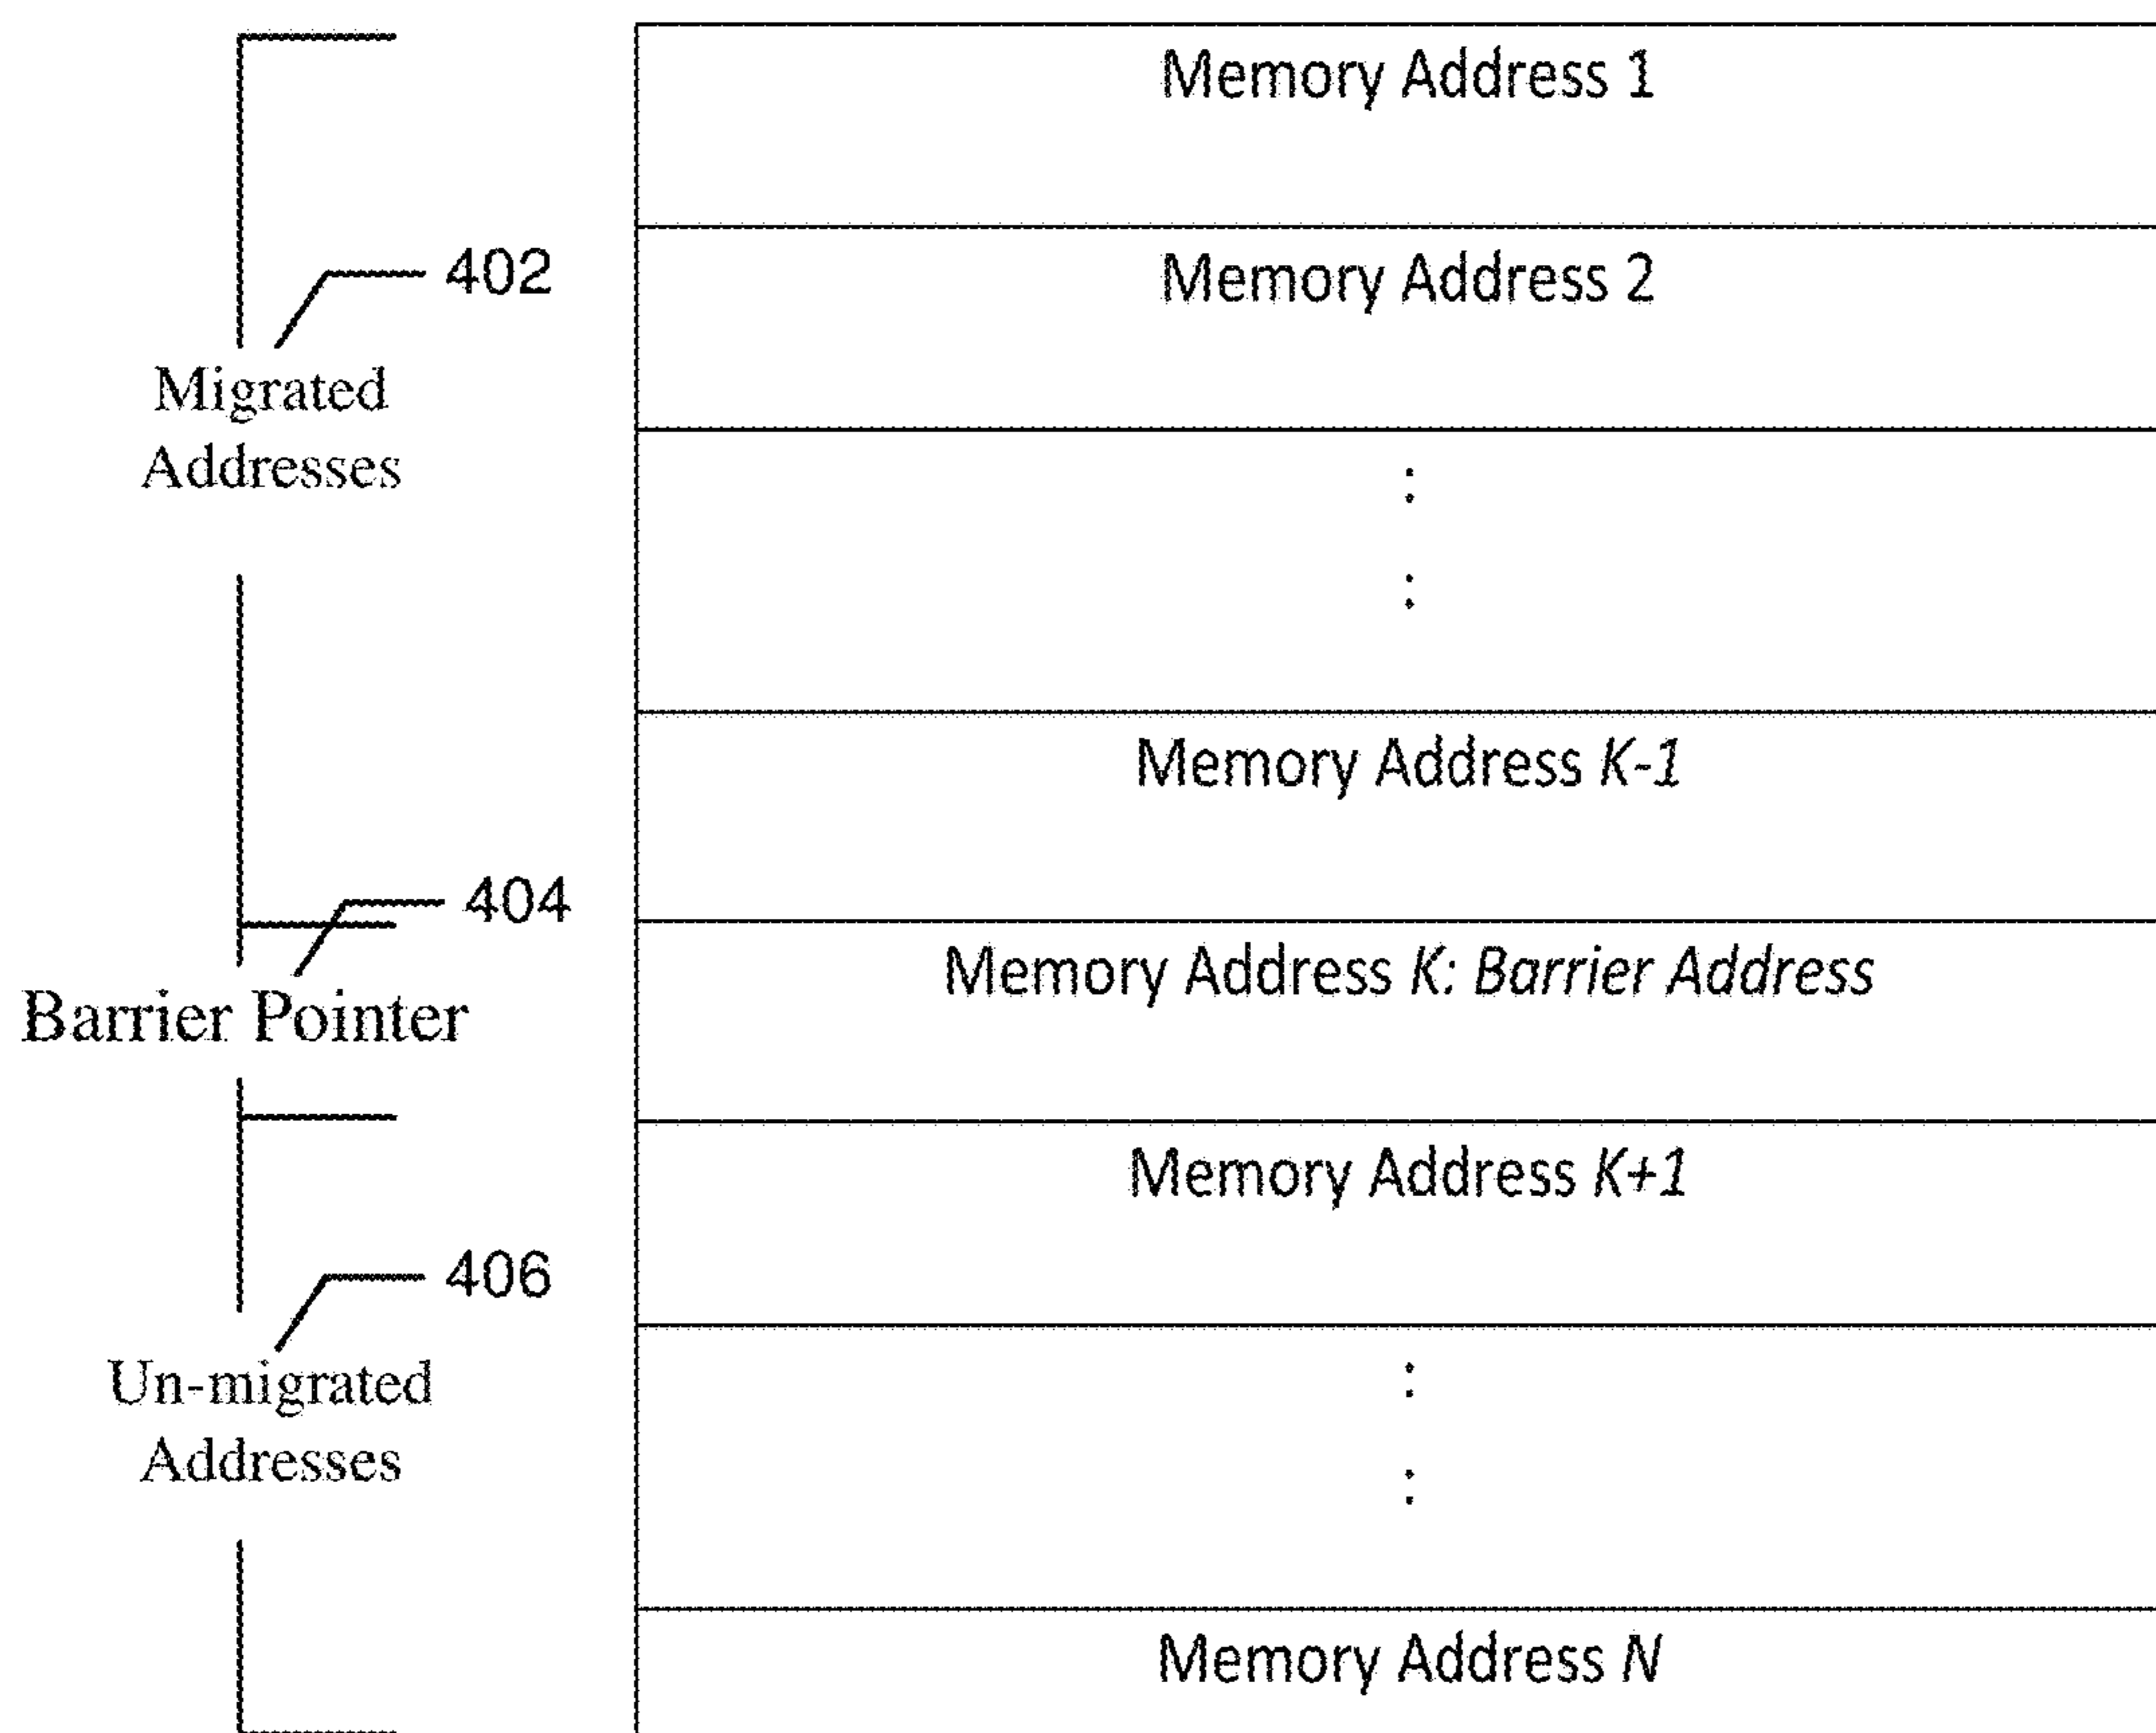 Memory Address 1
402
Memory Address 2
Migrated
Addresses
:
:
Memory Address K-1
404
Memory Address K: Barrier Address
Barrier Pointer
Memory Address K+1
406
Un-migrated
Addresses
:
:
Memory Address N